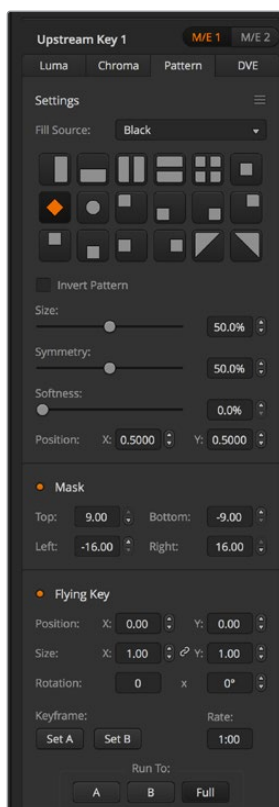 Upstream Key 1 M/E 1 M/E 2
Luma Chroma Pattern DVE
Settings
Fill Source: Black
Invert Pattern
Size:
50.0%
Symmetry:
50.0%
Softness:
0.0%
Position: X: 0.5000 Y: 0.5000
Mask
Top: 9.00 Bottom: -9.00
Left: -16.00 Right: 16.00
Flying Key
Position: X: 0.00 Y: 0.00
Size: X: 1.00 Y: 1.00
Rotation: 0 x 0°
Keyframe: Rate:
Set A Set B 1:00
Run To:
A B Full